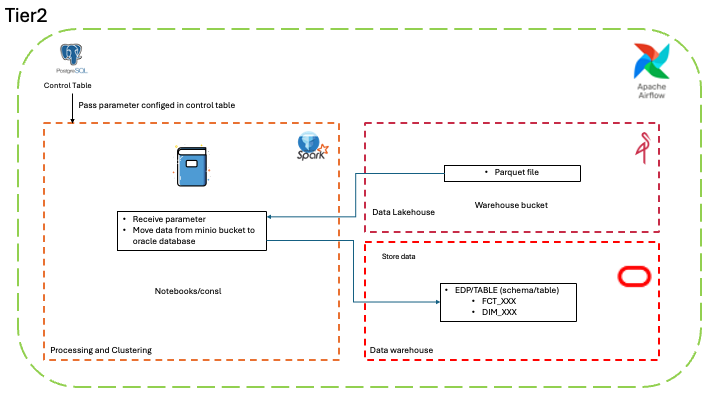 Tier2
PostgreSQL
Control Table
Pass parameter configed in control table
Apache
Airflow
Spark
• Receive parameter
• Move data from minio bucket to
oracle database
Notebooks/consl
Processing and Clustering
• Parquet file
Warehouse bucket
Data Lakehouse
Store data
• EDP/TABLE (schema/table)
• FCT_XXX
• DIM_XXX
Data warehouse